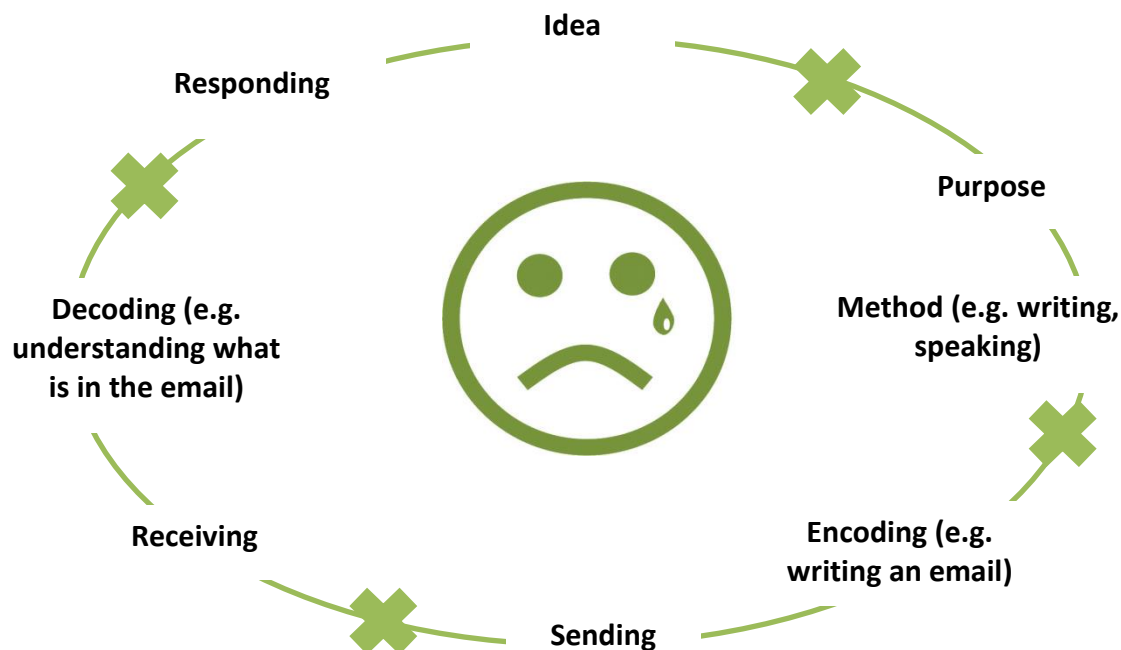 Idea
Purpose
Method (e.g. writing,
speaking)
Encoding (e.g.
writing an email)
Sending
Receiving
Decoding (e.g.
understanding what
is in the email)
Responding